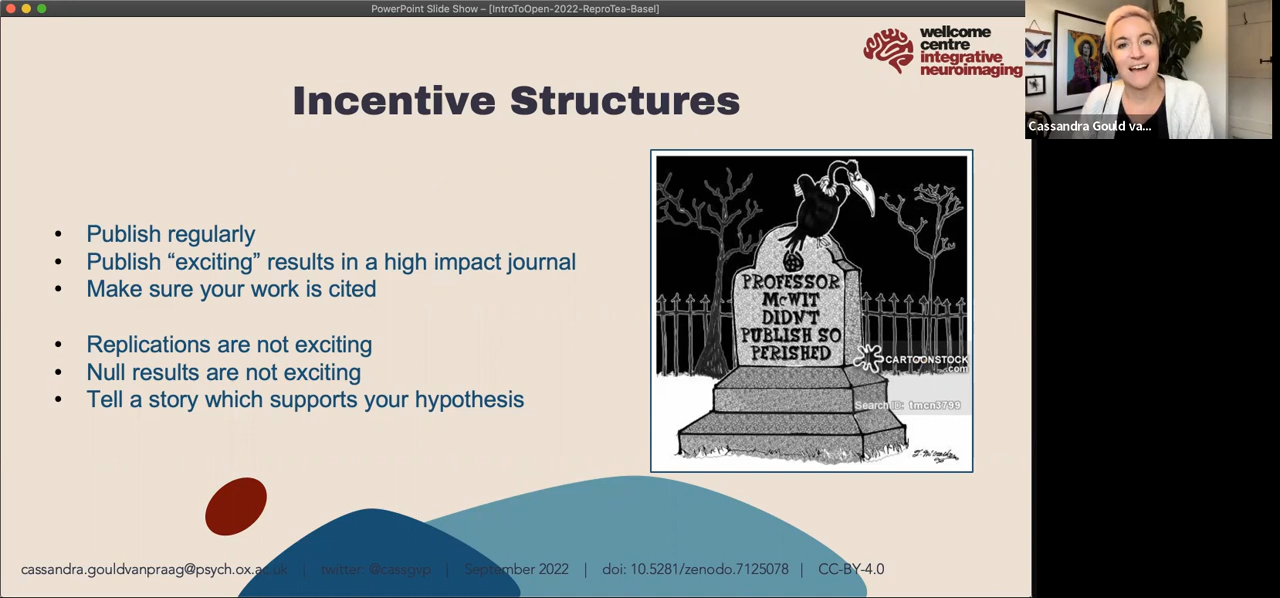 PowerPoint Slide Show – [IntroToOpen-2022-ReproTea-Basel]
wellcome
centre
integrative
neuroimaging
Cassandra Gould va...
Incentive Structures
• Publish regularly
• Publish “exciting” results in a high impact journal
• Make sure your work is cited
• Replications are not exciting
• Null results are not exciting
• Tell a story which supports your hypothesis
PROFESSOR
McWIT
DIDN'T
PUBLISH SO
PERISHED
CARTOONSTOCK
.com
Search ID: tmcn3799
cassandra.gouldvanpraag@psych.ox.ac.uk | twitter: @cassgvp | September 2022 | doi: 10.5281/zenodo.7125078 | CC-BY-4.0